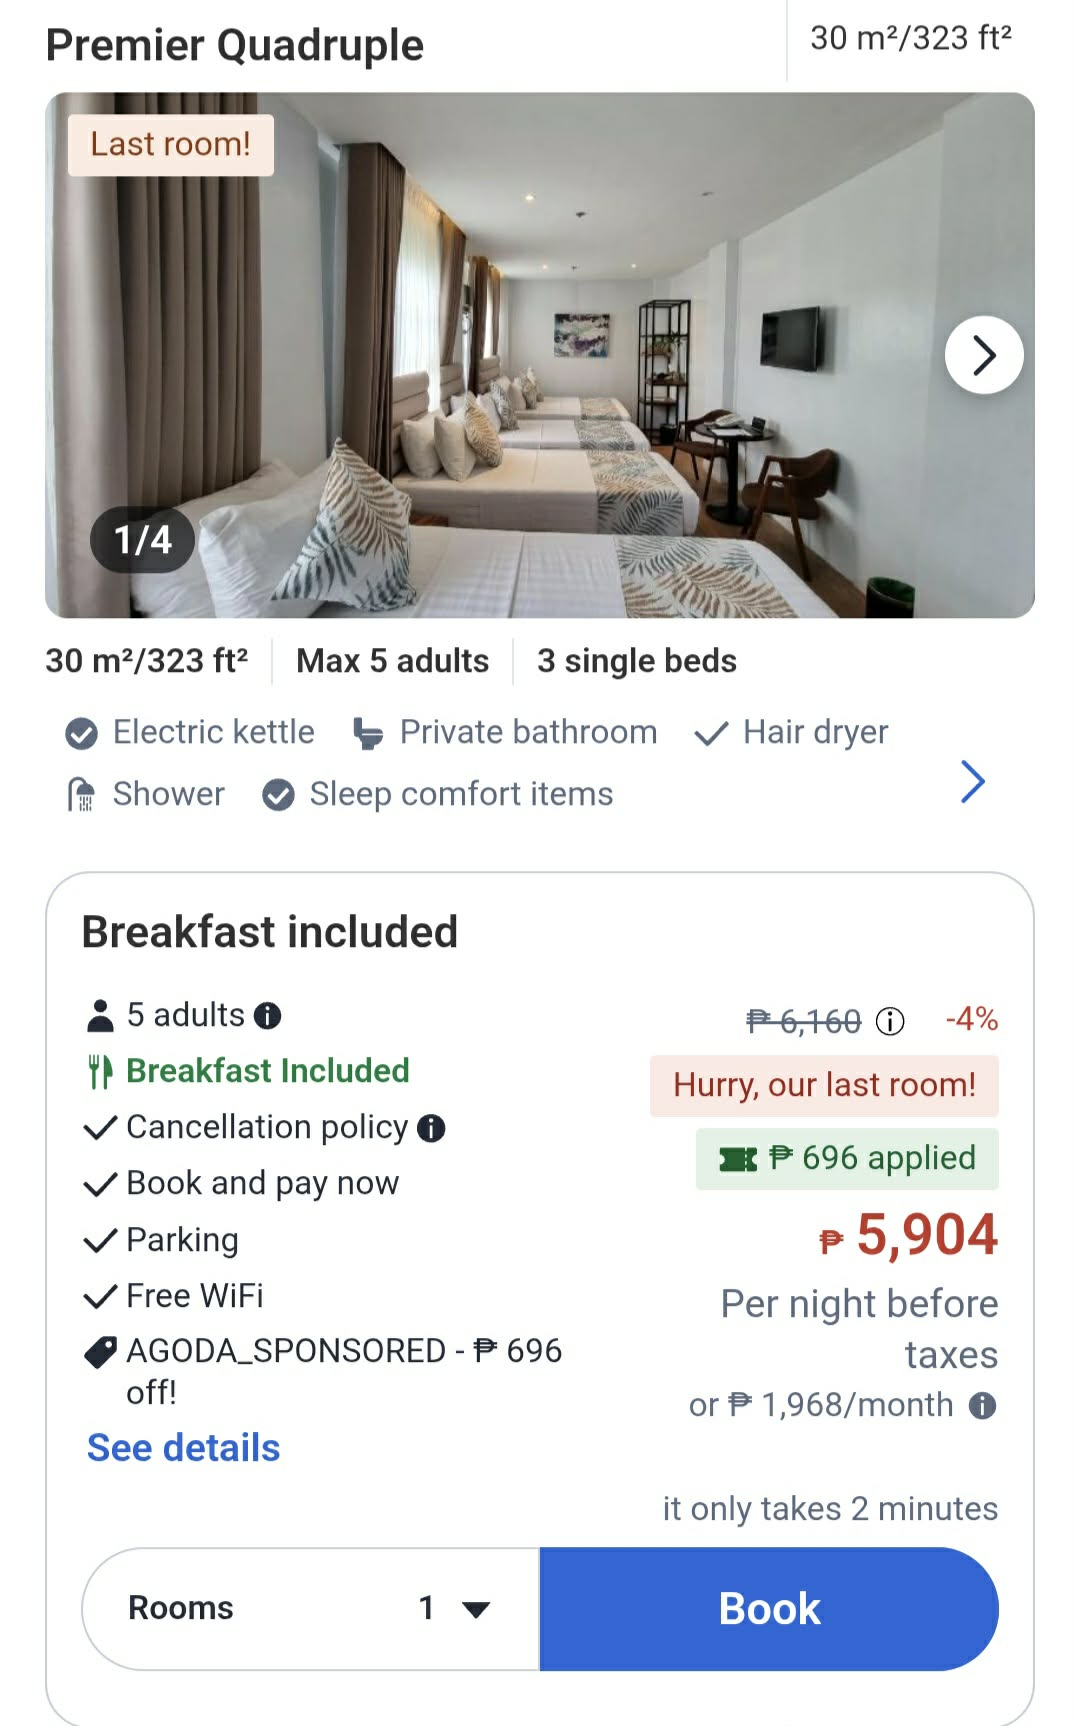 Premier Quadruple
30 m²/323 ft²
Last room!
1/4
30 m²/323 ft²
Max 5 adults
3 single beds
Electric kettle
Private bathroom
Hair dryer
Shower
Sleep comfort items
Breakfast included
5 adults
₱ 6,160
-4%
Breakfast Included
Hurry, our last room!
Cancellation policy
₱ 696 applied
Book and pay now
Parking
₱ 5,904
Free WiFi
Per night before
taxes
AGODA_SPONSORED - ₱ 696
off!
or ₱ 1,968/month
See details
it only takes 2 minutes
Rooms
1
Book